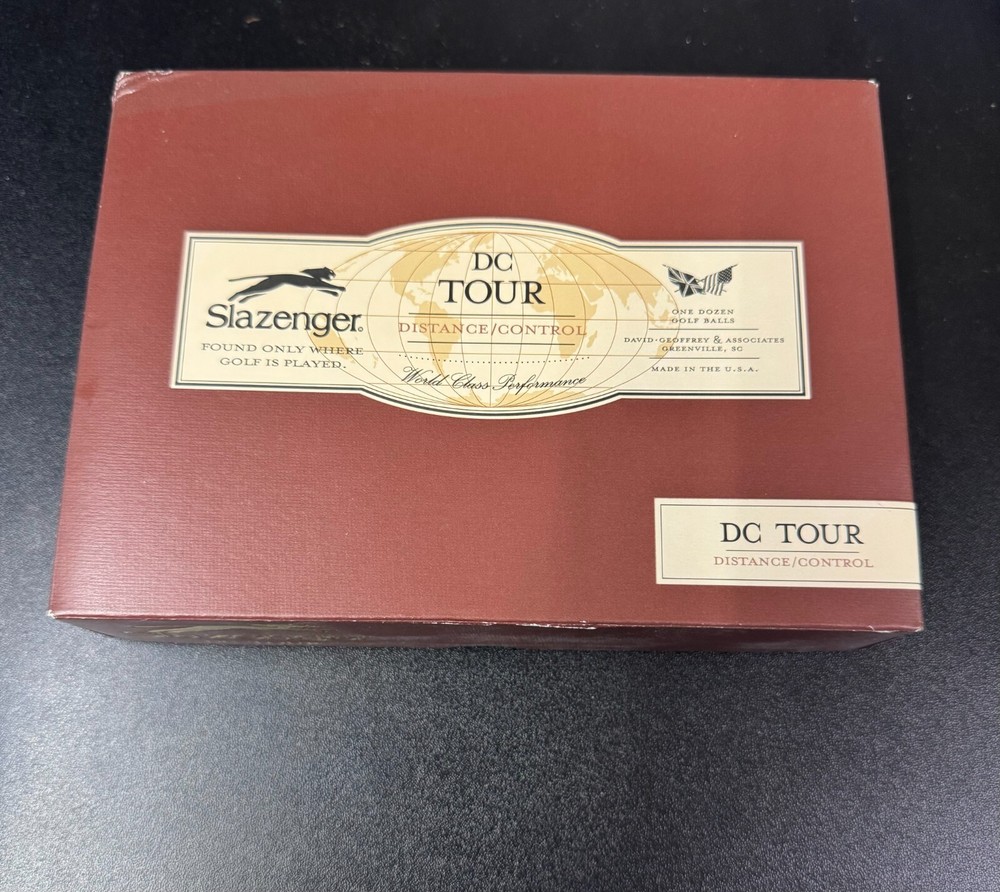 Slazenger®
FOUND ONLY WHERE
GOLF IS PLAYED.
DC
TOUR
DISTANCE/CONTROL
World Class Performance
ONE DOZEN
GOLF BALLS
DAVID·GEOFFREY & ASSOCIATES
GREENVILLE, SC
MADE IN THE U.S.A.
DC TOUR
DISTANCE/CONTROL